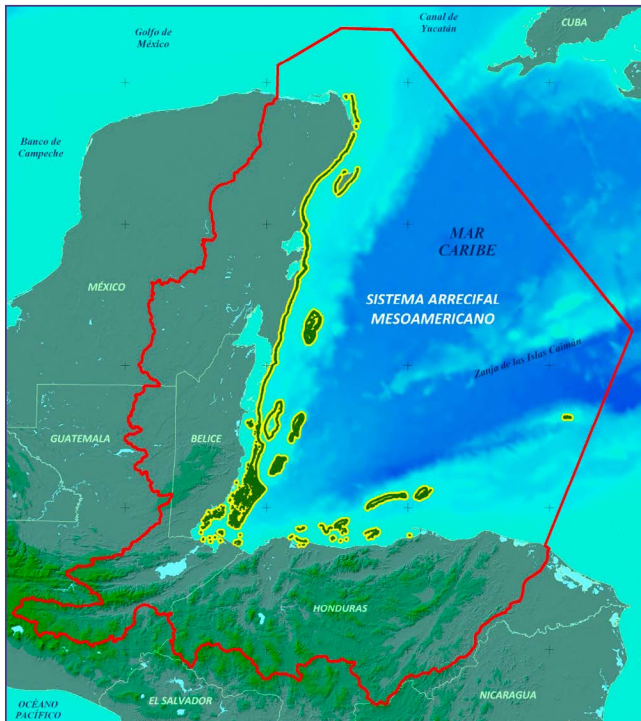 Golfo de
México
Canal de
Yucatán
CUBA
Banco de
Campeche
MAR
CARIBE
MÉXICO
SISTEMA ARRECIFAL
MESOAMERICANO
Zanja de las Islas Caimán
GUATEMALA
BELICE
HONDURAS
EL SALVADOR
NICARAGUA
OCÉANO
PACÍFICO